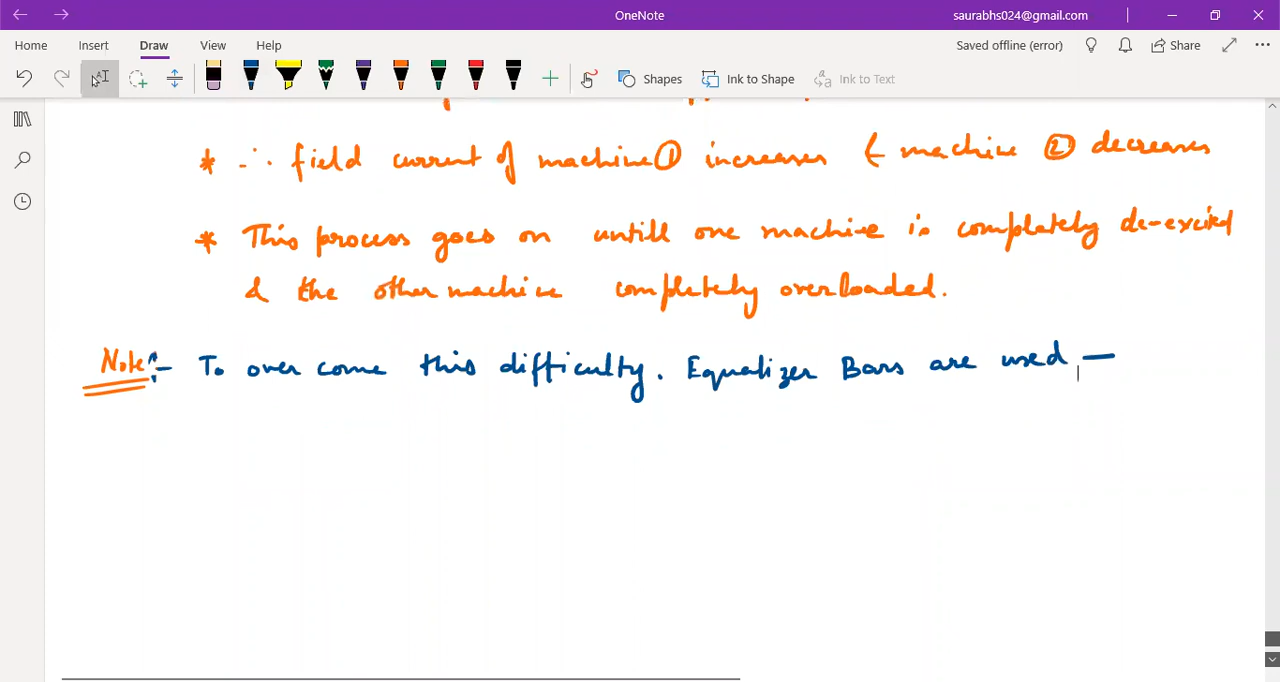 OneNote
saurabhs024@gmail.com
Home Insert Draw View Help
Saved offline (error)
Share
Shapes
Ink to Shape
Ink to Text
* ∴ field current of machine ① increases & machine ② decreases
* This process goes on untill one machine is completely de-excited
& the other machine completely overloaded.
Note :- To over come this difficulty. Equalizer Bars are used —